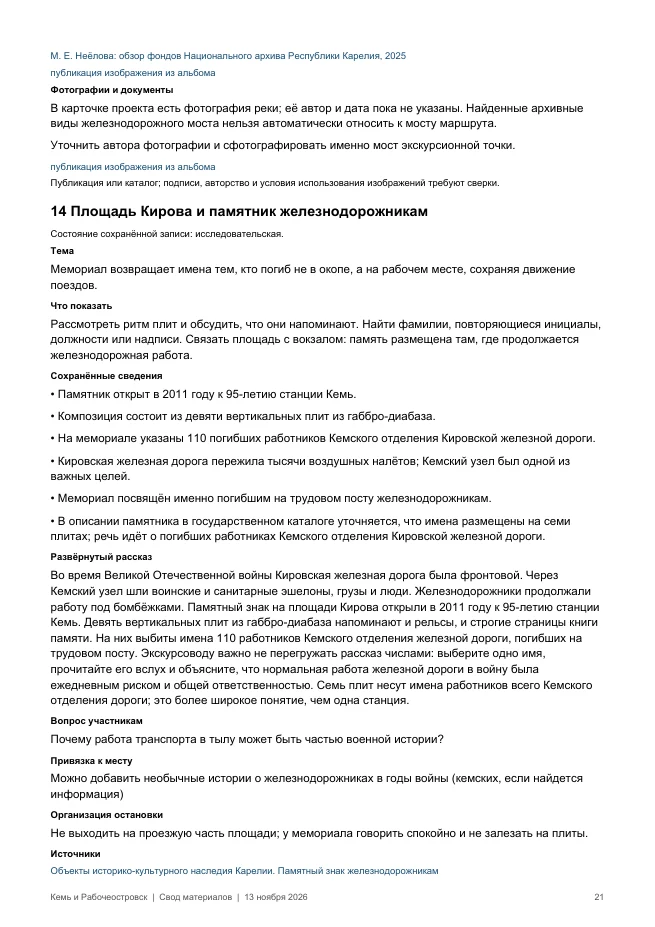 М. Е. Неёлова: обзор фондов Национального архива Республики Карелия, 2025
публикация изображения из альбома
Фотографии и документы
В карточке проекта есть фотография реки; её автор и дата пока не указаны. Найденные архивные
виды железнодорожного моста нельзя автоматически относить к мосту маршрута.
Уточнить автора фотографии и сфотографировать именно мост экскурсионной точки.
публикация изображения из альбома
Публикация или каталог; подписи, авторство и условия использования изображений требуют сверки.
14 Площадь Кирова и памятник железнодорожникам
Состояние сохранённой записи: исследовательская.
Тема
Мемориал возвращает имена тем, кто погиб не в окопе, а на рабочем месте, сохраняя движение
поездов.
Что показать
Рассмотреть ритм плит и обсудить, что они напоминают. Найти фамилии, повторяющиеся инициалы,
должности или надписи. Связать площадь с вокзалом: память размещена там, где продолжается
железнодорожная работа.
Сохранённые сведения
• Памятник открыт в 2011 году к 95-летию станции Кемь.
• Композиция состоит из девяти вертикальных плит из габбро-диабаза.
• На мемориале указаны 110 погибших работников Кемского отделения Кировской железной дороги.
• Кировская железная дорога пережила тысячи воздушных налётов; Кемский узел был одной из
важных целей.
• Мемориал посвящён именно погибшим на трудовом посту железнодорожникам.
• В описании памятника в государственном каталоге уточняется, что имена размещены на семи
плитах; речь идёт о погибших работниках Кемского отделения Кировской железной дороги.
Развёрнутый рассказ
Во время Великой Отечественной войны Кировская железная дорога была фронтовой. Через
Кемский узел шли воинские и санитарные эшелоны, грузы и люди. Железнодорожники продолжали
работу под бомбёжками. Памятный знак на площади Кирова открыли в 2011 году к 95-летию станции
Кемь. Девять вертикальных плит из габбро-диабаза напоминают и рельсы, и строгие страницы книги
памяти. На них выбиты имена 110 работников Кемского отделения железной дороги, погибших на
трудовом посту. Экскурсоводу важно не перегружать рассказ числами: выберите одно имя,
прочитайте его вслух и объясните, что нормальная работа железной дороги в войну была
ежедневным риском и общей ответственностью. Семь плит несут имена работников всего Кемского
отделения дороги; это более широкое понятие, чем одна станция.
Вопрос участникам
Почему работа транспорта в тылу может быть частью военной истории?
Привязка к месту
Можно добавить необычные истории о железнодорожниках в годы войны (кемских, если найдется
информация)
Организация остановки
Не выходить на проезжую часть площади; у мемориала говорить спокойно и не залезать на плиты.
Источники
Объекты историко-культурного наследия Карелии. Памятный знак железнодорожникам
Кемь и Рабочеостровск | Свод материалов | 13 ноября 2026 21